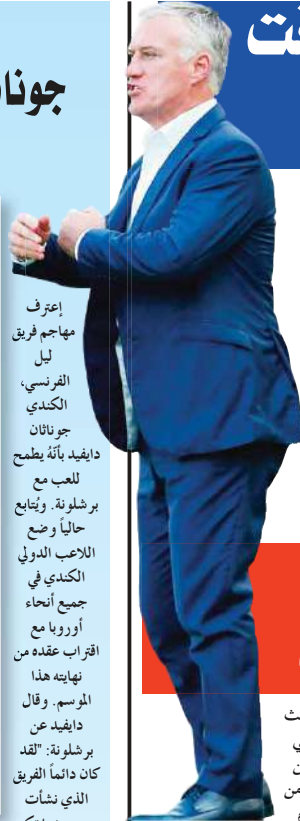 جونا
إعترف
مهاجم فريق
ليل
الفرنسي،
الكندي
جوناثان
دايفيد بأنّهُ يطمح
للعب مع
برشلونة. ويُتابع
حالياً وضع
اللاعب الدولي
الكندي في
جميع أنحاء
أوروبا مع
اقتراب عقده من
نهايته هذا
الموسم. وقال
دايفيد عن
برشلونة: "لقد
كان دائماً الفريق
الذي نشأت